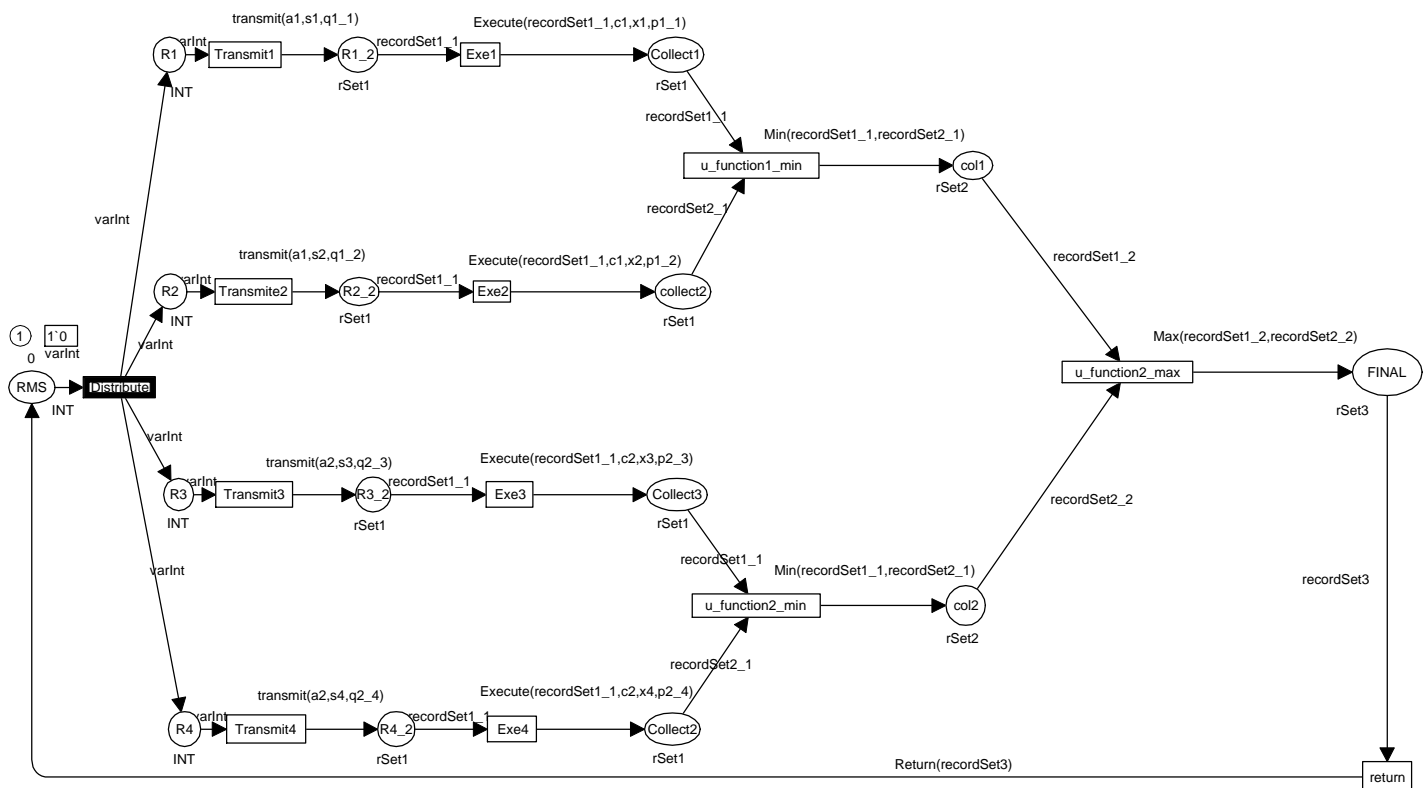 transmit(a1,s1,q1_1)
Execute(recordSet1_1,c1,x1,p1_1)
R1
varInt
Transmit1
R1_2
recordSet1_1
Exe1
Collect1
INT
rSet1
rSet1
recordSet1_1
Min(recordSet1_1,recordSet2_1)
u_function1_min
col1
rSet2
recordSet2_1
varInt
transmit(a1,s2,q1_2)
Execute(recordSet1_1,c1,x2,p1_2)
recordSet1_2
R2
varInt
Transmite2
R2_2
recordSet1_1
Exe2
collect2
INT
rSet1
rSet1
1
1`0
varInt
0
varInt
Max(recordSet1_2,recordSet2_2)
RMS
Distribute
u_function2_max
FINAL
INT
rSet3
varInt
transmit(a2,s3,q2_3)
Execute(recordSet1_1,c2,x3,p2_3)
R3
varInt
Transmit3
R3_2
recordSet1_1
Exe3
Collect3
recordSet2_2
INT
rSet1
rSet1
varInt
recordSet1_1
Min(recordSet1_1,recordSet2_1)
recordSet3
u_function2_min
col2
rSet2
recordSet2_1
transmit(a2,s4,q2_4)
Execute(recordSet1_1,c2,x4,p2_4)
R4
varInt
Transmit4
R4_2
recordSet1_1
Exe4
Collect2
INT
rSet1
rSet1
Return(recordSet3)
return